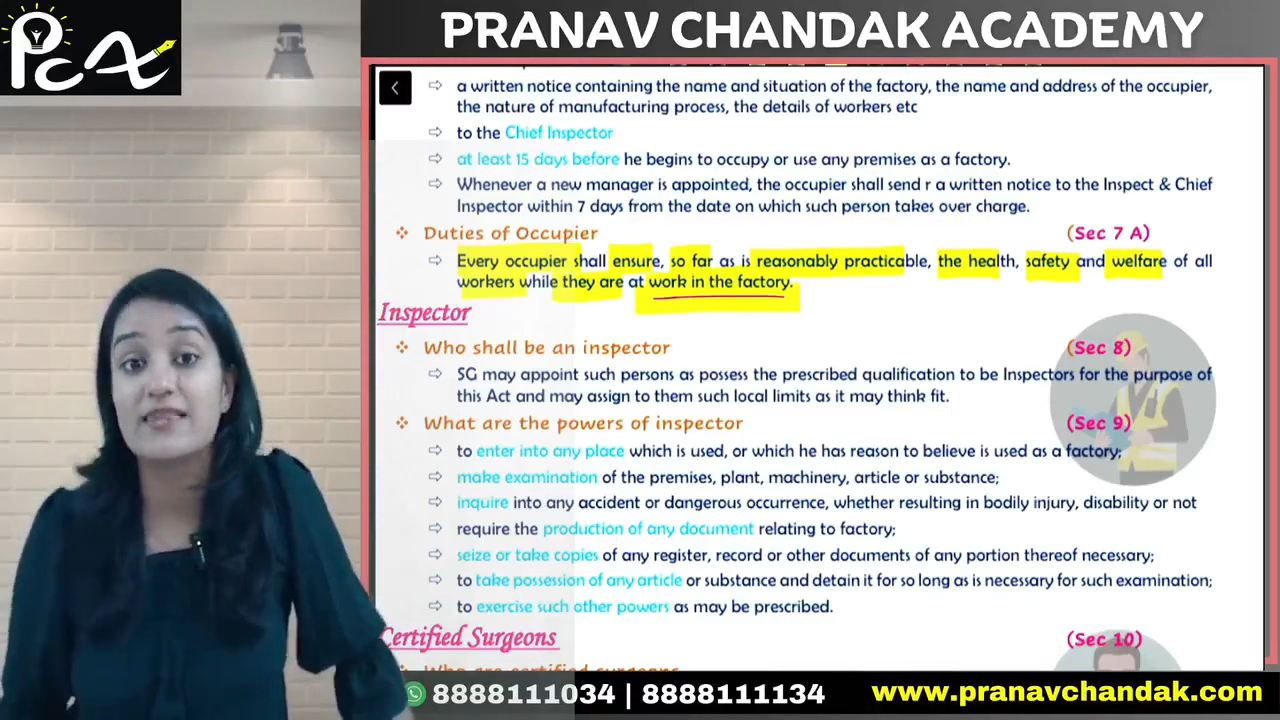 PCA
PRANAV CHANDAK ACADEMY
⇨ a written notice containing the name and situation of the factory, the name and address of the occupier,
the nature of manufacturing process, the details of workers etc
⇨ to the Chief Inspector
⇨ at least 15 days before he begins to occupy or use any premises as a factory.
⇨ Whenever a new manager is appointed, the occupier shall send r a written notice to the Inspect & Chief
Inspector within 7 days from the date on which such person takes over charge.
❖ Duties of Occupier (Sec 7 A)
⇨ Every occupier shall ensure, so far as is reasonably practicable, the health, safety and welfare of all
workers while they are at work in the factory.
Inspector
❖ Who shall be an inspector (Sec 8)
⇨ SG may appoint such persons as possess the prescribed qualification to be Inspectors for the purpose of
this Act and may assign to them such local limits as it may think fit.
❖ What are the powers of inspector (Sec 9)
⇨ to enter into any place which is used, or which he has reason to believe is used as a factory;
⇨ make examination of the premises, plant, machinery, article or substance;
⇨ inquire into any accident or dangerous occurrence, whether resulting in bodily injury, disability or not
⇨ require the production of any document relating to factory;
⇨ seize or take copies of any register, record or other documents of any portion thereof necessary;
⇨ to take possession of any article or substance and detain it for so long as is necessary for such examination;
⇨ to exercise such other powers as may be prescribed.
Certified Surgeons (Sec 10)
❖ Who are certified surgeons
8888111034 | 8888111134 www.pranavchandak.com